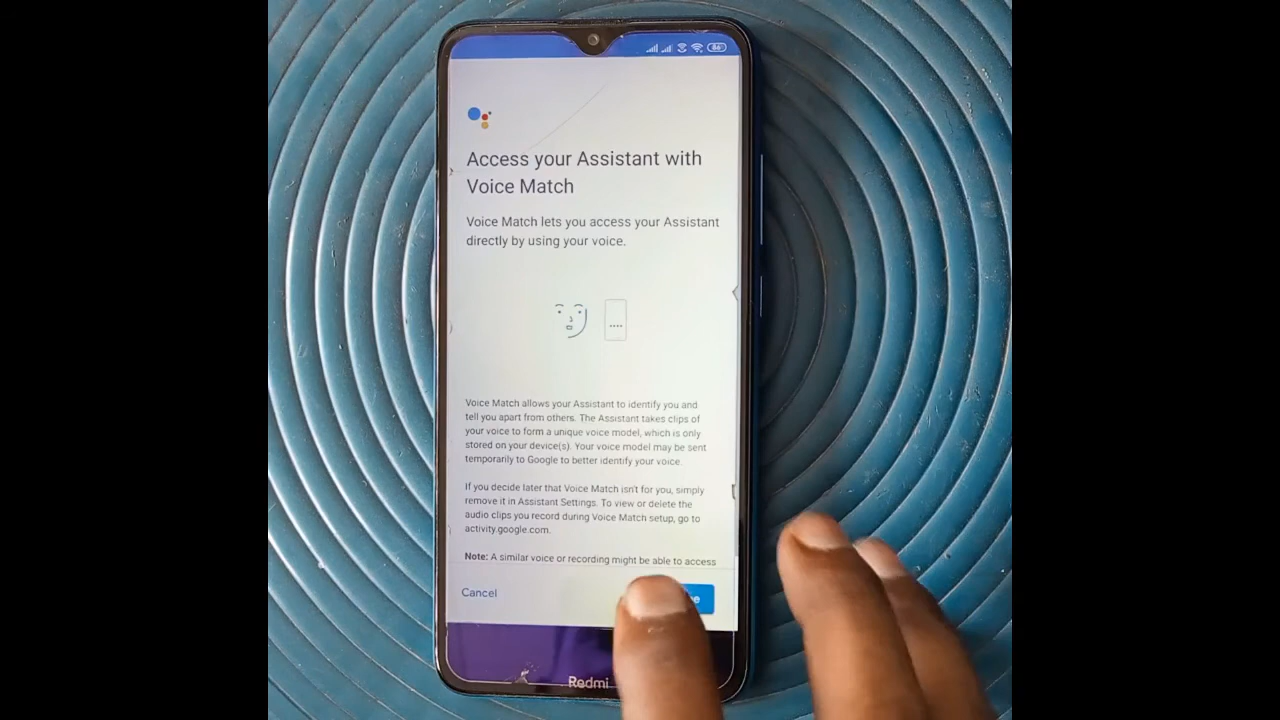 86
Access your Assistant with
Voice Match
Voice Match lets you access your Assistant
directly by using your voice.
Voice Match allows your Assistant to identify you and
tell you apart from others. The Assistant takes clips of
your voice to form a unique voice model, which is only
stored on your device(s). Your voice model may be sent
temporarily to Google to better identify your voice.
If you decide later that Voice Match isn't for you, simply
remove it in Assistant Settings. To view or delete the
audio clips you record during Voice Match setup, go to
activity.google.com.
Note: A similar voice or recording might be able to access
Cancel
Redmi